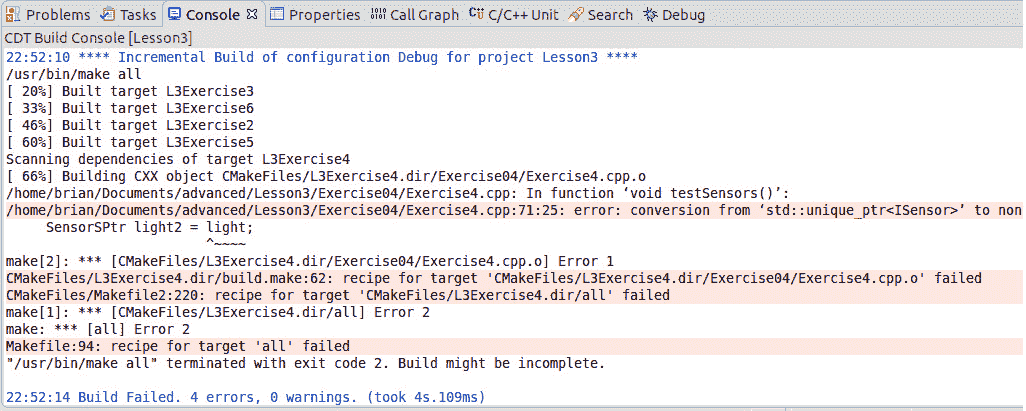 Problems Tasks Console Properties Call Graph C/C++ Unit Search Debug
CDT Build Console [Lesson3]
22:52:10 **** Incremental Build of configuration Debug for project Lesson3 ****
/usr/bin/make all
[ 20%] Built target L3Exercise3
[ 33%] Built target L3Exercise6
[ 46%] Built target L3Exercise2
[ 60%] Built target L3Exercise5
Scanning dependencies of target L3Exercise4
[ 66%] Building CXX object CMakeFiles/L3Exercise4.dir/Exercise04/Exercise4.cpp.o
/home/brian/Documents/advanced/Lesson3/Exercise04/Exercise4.cpp: In function ‘void testSensors()’:
/home/brian/Documents/advanced/Lesson3/Exercise04/Exercise4.cpp:71:25: error: conversion from ‘std::unique_ptr<ISensor>’ to non
SensorSPtr light2 = light;
^~~~~
make[2]: *** [CMakeFiles/L3Exercise4.dir/Exercise04/Exercise4.cpp.o] Error 1
CMakeFiles/L3Exercise4.dir/build.make:62: recipe for target 'CMakeFiles/L3Exercise4.dir/Exercise04/Exercise4.cpp.o' failed
CMakeFiles/Makefile2:220: recipe for target 'CMakeFiles/L3Exercise4.dir/all' failed
make[1]: *** [CMakeFiles/L3Exercise4.dir/all] Error 2
make: *** [all] Error 2
Makefile:94: recipe for target 'all' failed
"/usr/bin/make all" terminated with exit code 2. Build might be incomplete.
22:52:14 Build Failed. 4 errors, 0 warnings. (took 4s.109ms)